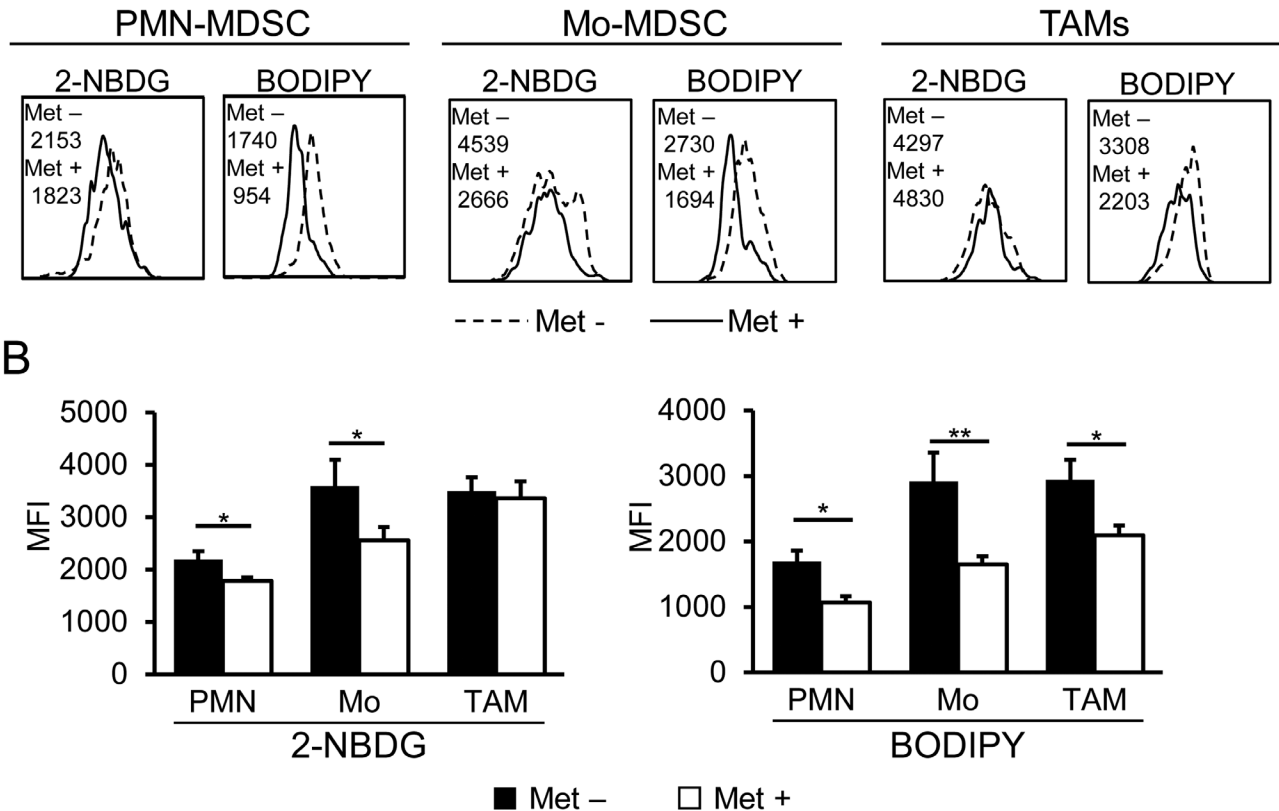 PMN-MDSC
Mo-MDSC
TAMs
2-NBDG
BODIPY
2-NBDG
BODIPY
2-NBDG
BODIPY
Met –
2153
Met +
1823
Met –
1740
Met +
954
Met –
4539
Met +
2666
Met –
2730
Met +
1694
Met –
4297
Met +
4830
Met –
3308
Met +
2203
Met -
Met +
B
5000
4000
3000
2000
1000
0
MFI
*
*
PMN
Mo
TAM
2-NBDG
4000
3000
2000
1000
0
MFI
*
**
*
PMN
Mo
TAM
BODIPY
Met –
Met +